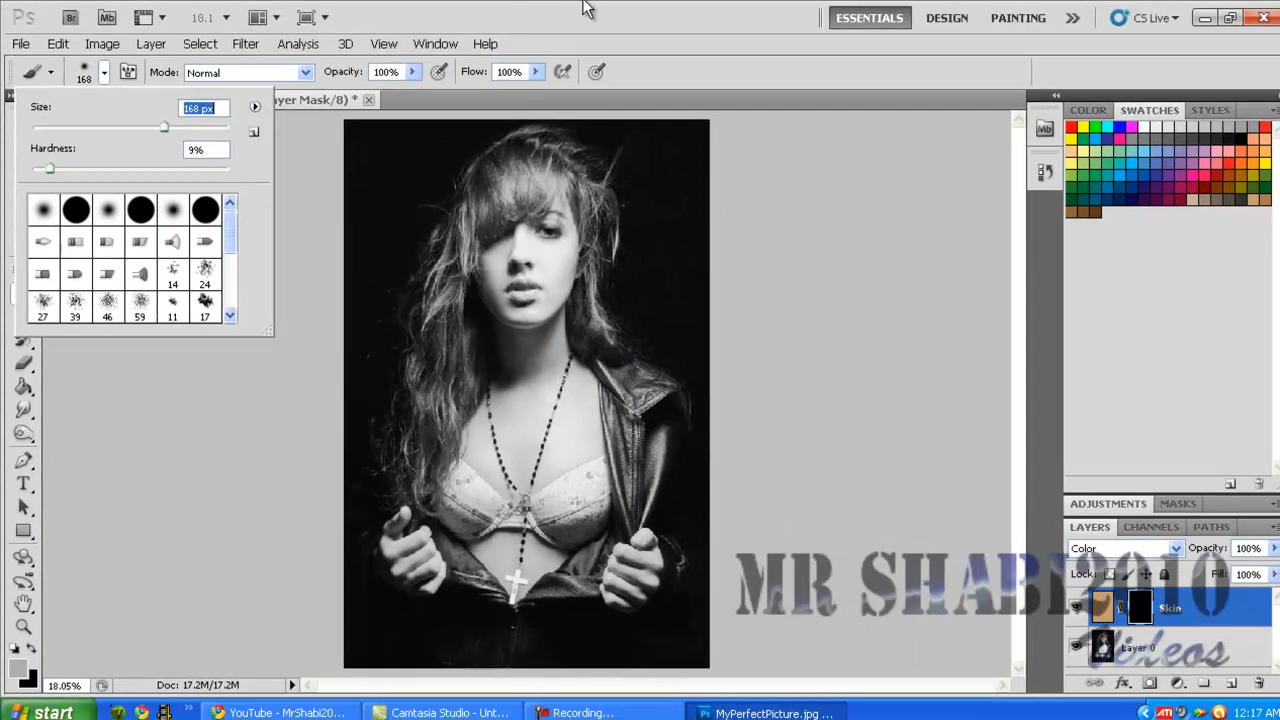 18.1
ESSENTIALS DESIGN PAINTING CS Live
File Edit Image Layer Select Filter Analysis 3D View Window Help
168 Mode: Normal Opacity: 100% Flow: 100%
Size: 168 px
Hardness: 9%
14 24
27 39 46 59 11 17
ayer Mask/8) *
COLOR SWATCHES STYLES
Mb
ADJUSTMENTS MASKS
LAYERS CHANNELS PATHS
Color Opacity: 100%
Lock: Fill: 100%
Skin
Layer 0
MR SHABI2010
Videos
18.05% Doc: 17.2M/17.2M
start YouTube - MrShabi20... Camtasia Studio - Unt... Recording... MyPerfectPicture.jpg ... 12:17 AM